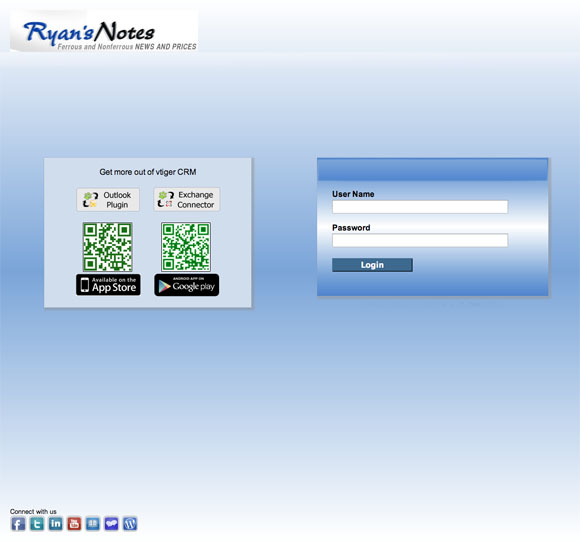 Ryan's Notes
Ferrous and Nonferrous NEWS AND PRICES
Get more out of vtiger CRM
Outlook
Plugin
Exchange
Connector
Available on the
App Store
ANDROID APP ON
Google play
User Name
Password
Login
Connect with us